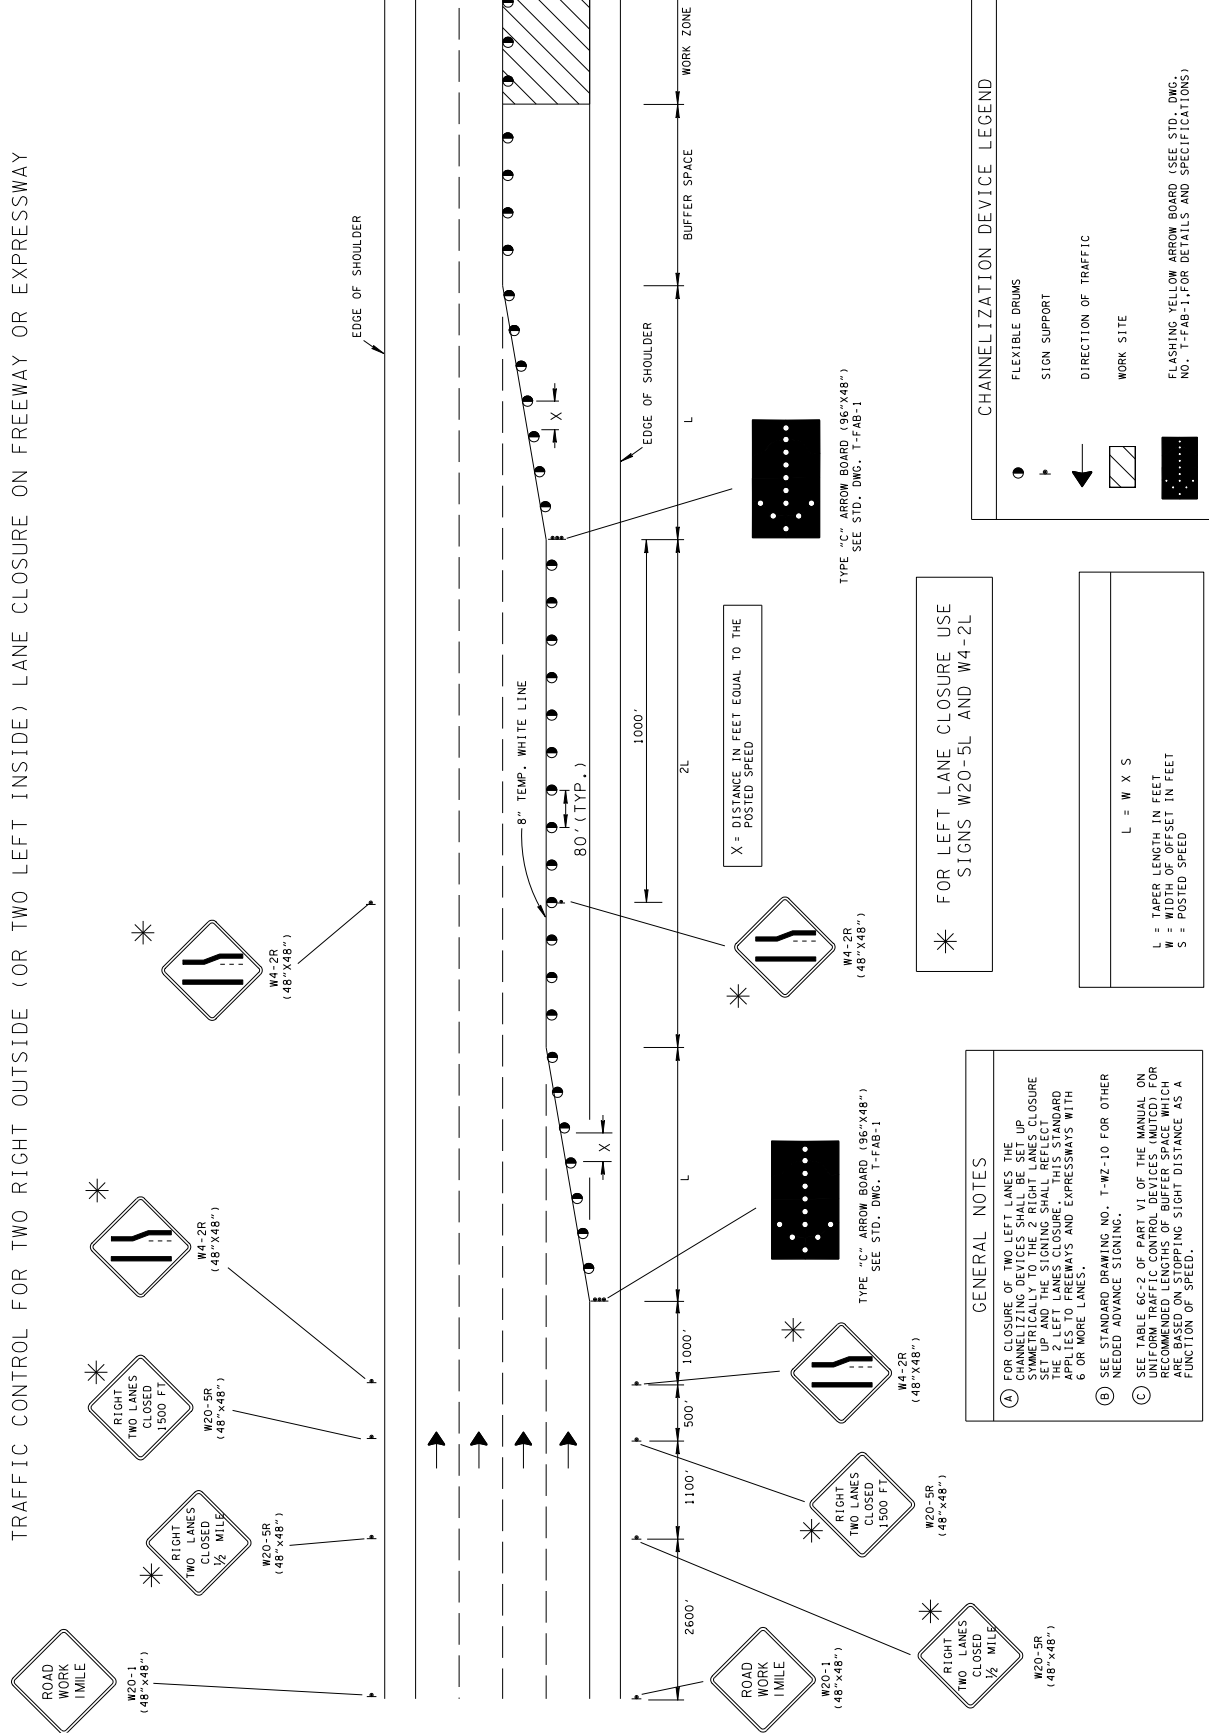 TRAFFIC CONTROL FOR TWO RIGHT OUTSIDE (OR TWO LEFT INSIDE) LANE CLOSURE ON FREEWAY OR EXPRESSWAY
ROAD
WORK
1 MILE
W20-1
(48"x48")
RIGHT
TWO LANES
CLOSED
1/2 MILE
W20-5R
(48"x48")
RIGHT
TWO LANES
CLOSED
1500 FT
W20-5R
(48"x48")
W4-2R
(48"X48")
W4-2R
(48"X48")
EDGE OF SHOULDER
8" TEMP. WHITE LINE
80'(TYP.)
X
X
EDGE OF SHOULDER
1000'
2600'
1100'
500'
1000'
L
2L
L
BUFFER SPACE
WORK ZONE
ROAD
WORK
1 MILE
W20-1
(48"x48")
RIGHT
TWO LANES
CLOSED
1/2 MILE
W20-5R
(48"x48")
RIGHT
TWO LANES
CLOSED
1500 FT
W20-5R
(48"x48")
W4-2R
(48"X48")
TYPE "C" ARROW BOARD (96"X48")
SEE STD. DWG. T-FAB-1
W4-2R
(48"X48")
X = DISTANCE IN FEET EQUAL TO THE
POSTED SPEED
TYPE "C" ARROW BOARD (96"X48")
SEE STD. DWG. T-FAB-1
GENERAL NOTES
A FOR CLOSURE OF TWO LEFT LANES THE
CHANNELIZING DEVICES SHALL BE SET UP
SYMMETRICALLY TO THE 2 RIGHT LANES CLOSURE
SET UP AND THE SIGNING SHALL REFLECT
THE 2 LEFT LANES CLOSURE. THIS STANDARD
APPLIES TO FREEWAYS AND EXPRESSWAYS WITH
6 OR MORE LANES.
B SEE STANDARD DRAWING NO. T-WZ-10 FOR OTHER
NEEDED ADVANCE SIGNING.
C SEE TABLE 6C-2 OF PART VI OF THE MANUAL ON
UNIFORM TRAFFIC CONTROL DEVICES (MUTCD) FOR
RECOMMENDED LENGTHS OF BUFFER SPACE WHICH
ARE BASED ON STOPPING SIGHT DISTANCE AS A
FUNCTION OF SPEED.
* FOR LEFT LANE CLOSURE USE
SIGNS W20-5L AND W4-2L
L = W X S
L = TAPER LENGTH IN FEET
W = WIDTH OF OFFSET IN FEET
S = POSTED SPEED
CHANNELIZATION DEVICE LEGEND
FLEXIBLE DRUMS
SIGN SUPPORT
DIRECTION OF TRAFFIC
WORK SITE
FLASHING YELLOW ARROW BOARD (SEE STD. DWG.
NO. T-FAB-1,FOR DETAILS AND SPECIFICATIONS)